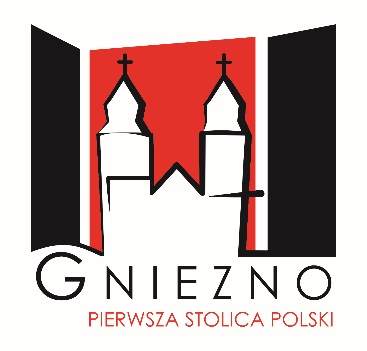 GNIEZNO
PIERWSZA STOLICA POLSKI